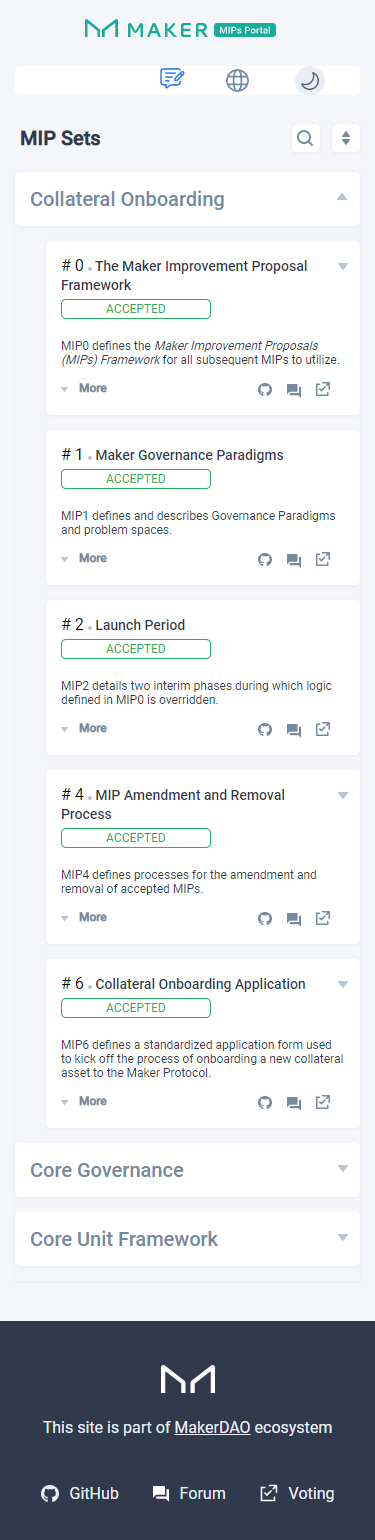 MAKER MIPs Portal
MIP Sets
Collateral Onboarding
# 0 . The Maker Improvement Proposal
Framework
ACCEPTED
MIP0 defines the Maker Improvement Proposals
(MIPs) Framework for all subsequent MIPs to utilize.
More
# 1 . Maker Governance Paradigms
ACCEPTED
MIP1 defines and describes Governance Paradigms
and problem spaces.
More
# 2 . Launch Period
ACCEPTED
MIP2 details two interim phases during which logic
defined in MIP0 is overridden.
More
# 4 . MIP Amendment and Removal
Process
ACCEPTED
MIP4 defines processes for the amendment and
removal of accepted MIPs.
More
# 6 . Collateral Onboarding Application
ACCEPTED
MIP6 defines a standardized application form used
to kick off the process of onboarding a new collateral
asset to the Maker Protocol.
More
Core Governance
Core Unit Framework
This site is part of MakerDAO ecosystem
GitHub Forum Voting